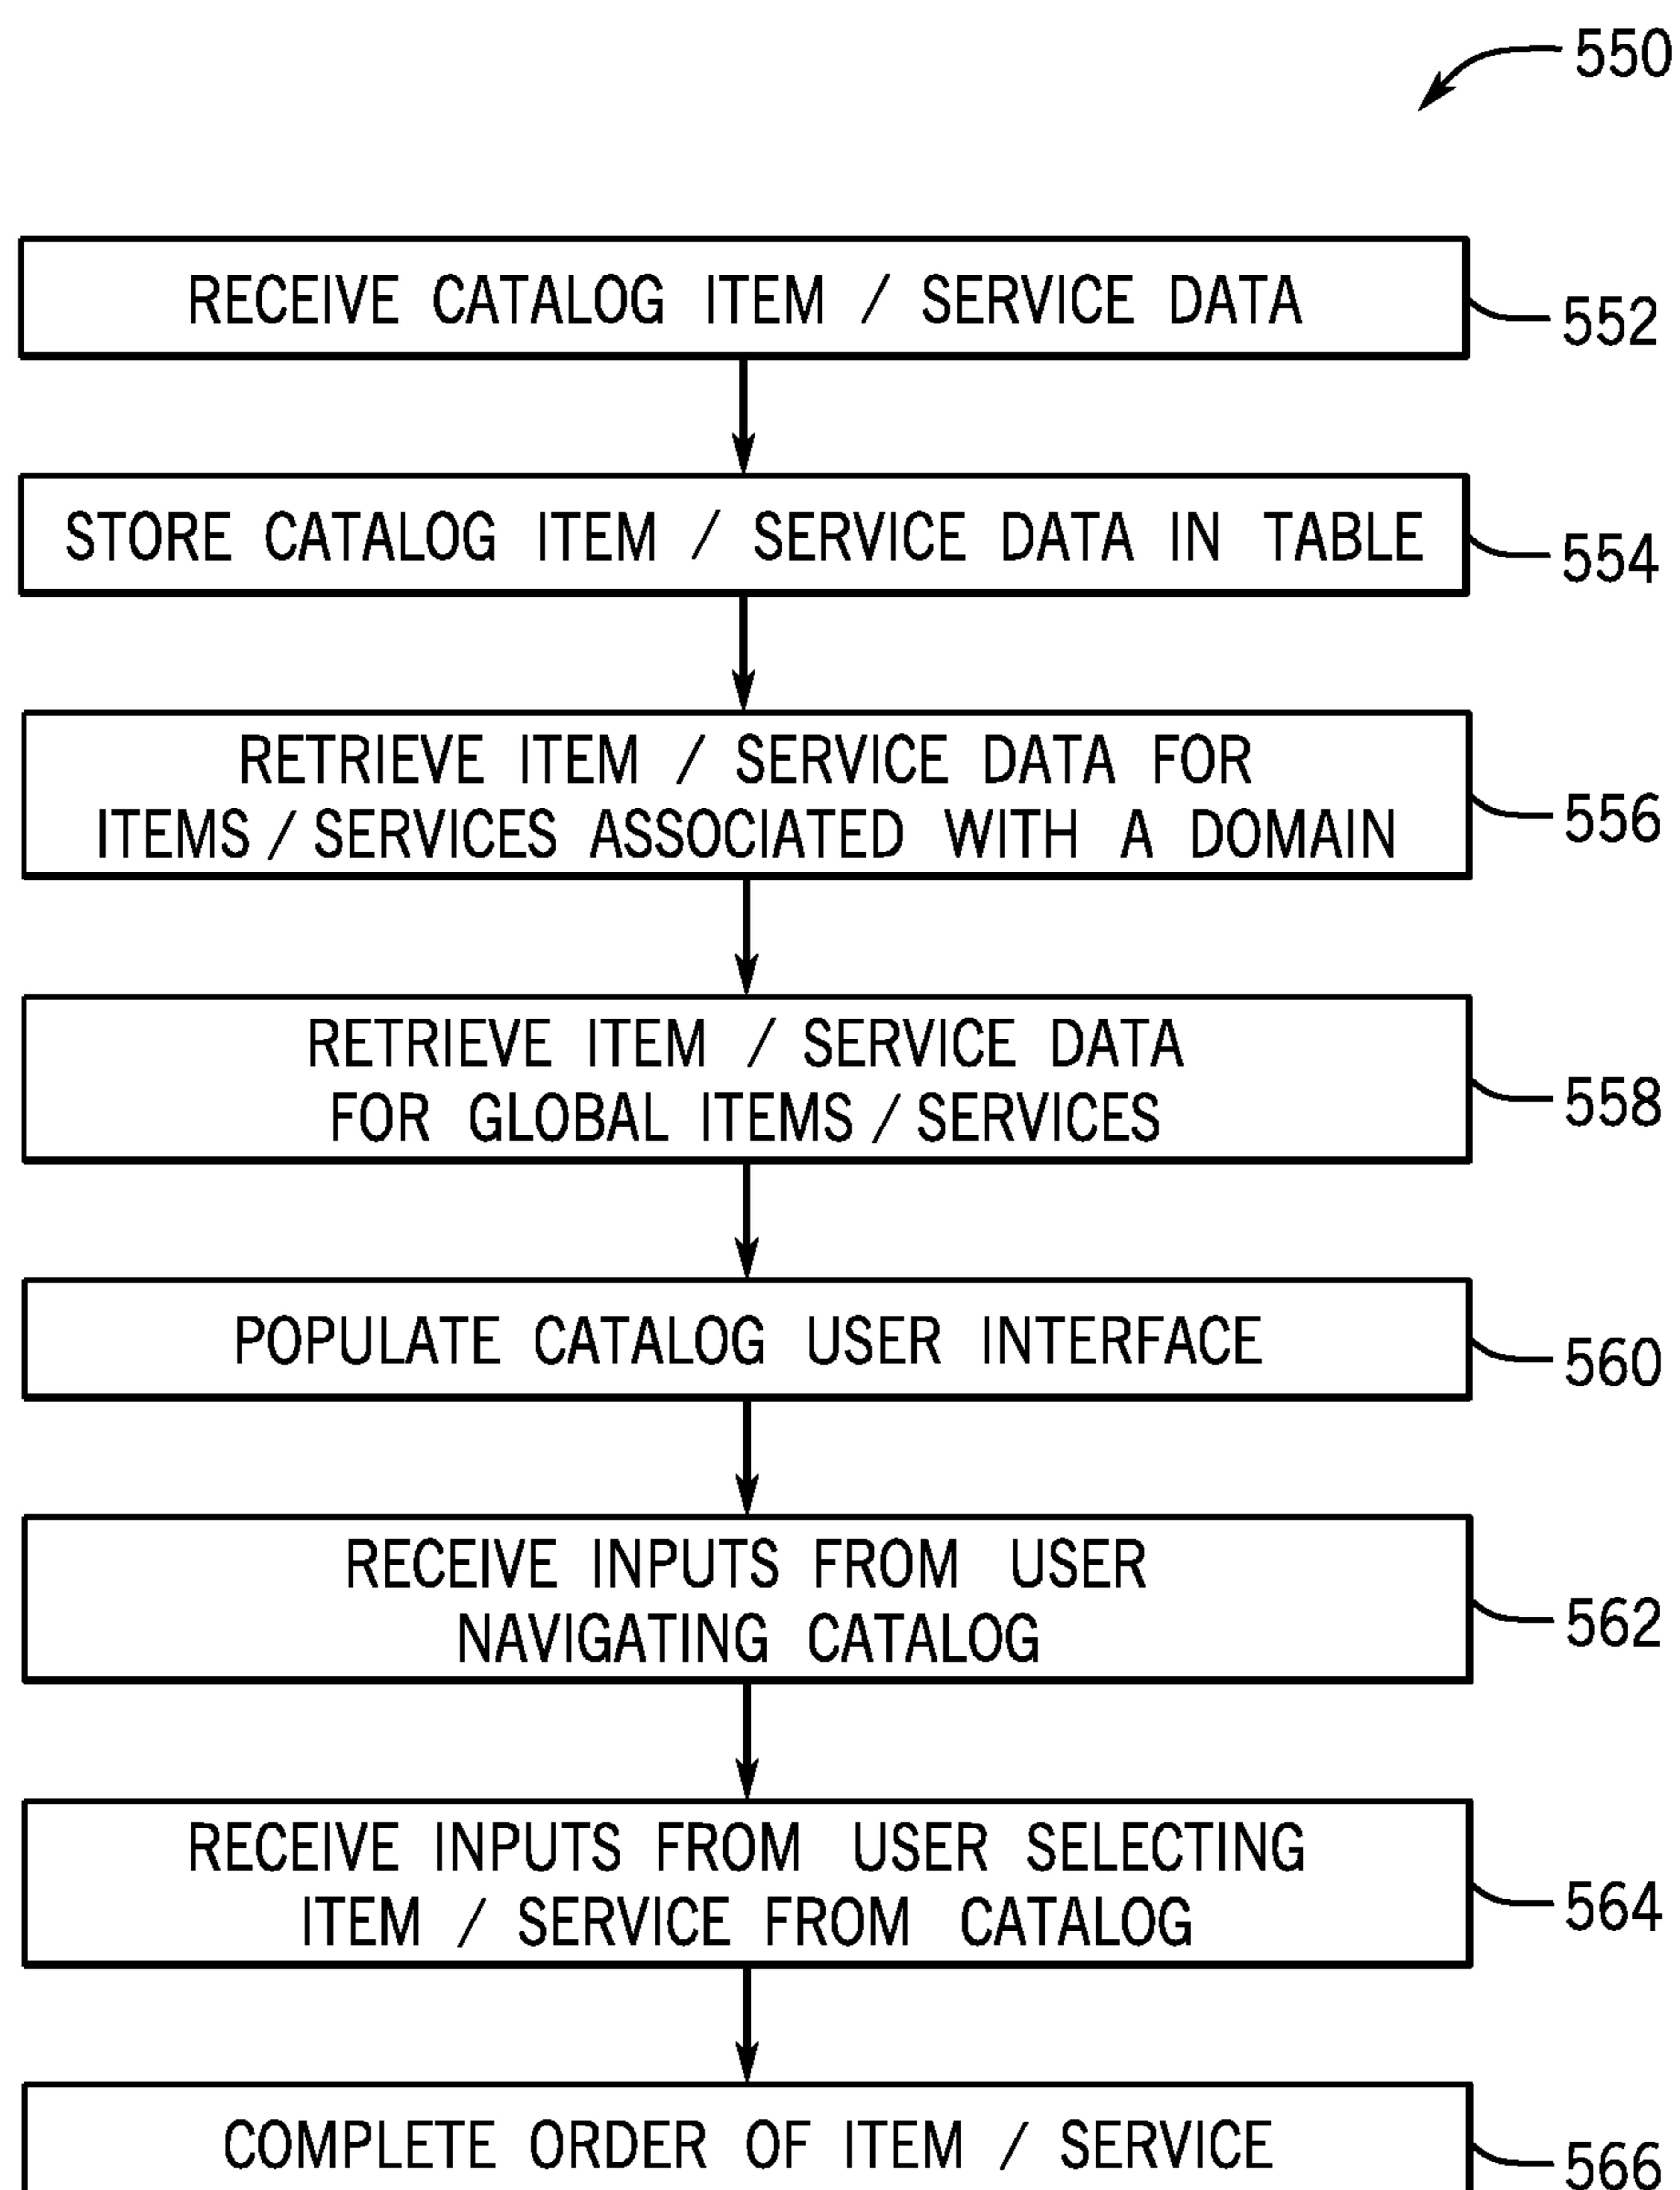 550
RECEIVE CATALOG ITEM / SERVICE DATA
552
STORE CATALOG ITEM / SERVICE DATA IN TABLE
554
RETRIEVE ITEM / SERVICE DATA FOR
ITEMS / SERVICES ASSOCIATED WITH A DOMAIN
556
RETRIEVE ITEM / SERVICE DATA
FOR GLOBAL ITEMS / SERVICES
558
POPULATE CATALOG USER INTERFACE
560
RECEIVE INPUTS FROM USER
NAVIGATING CATALOG
562
RECEIVE INPUTS FROM USER SELECTING
ITEM / SERVICE FROM CATALOG
564
COMPLETE ORDER OF ITEM / SERVICE
566